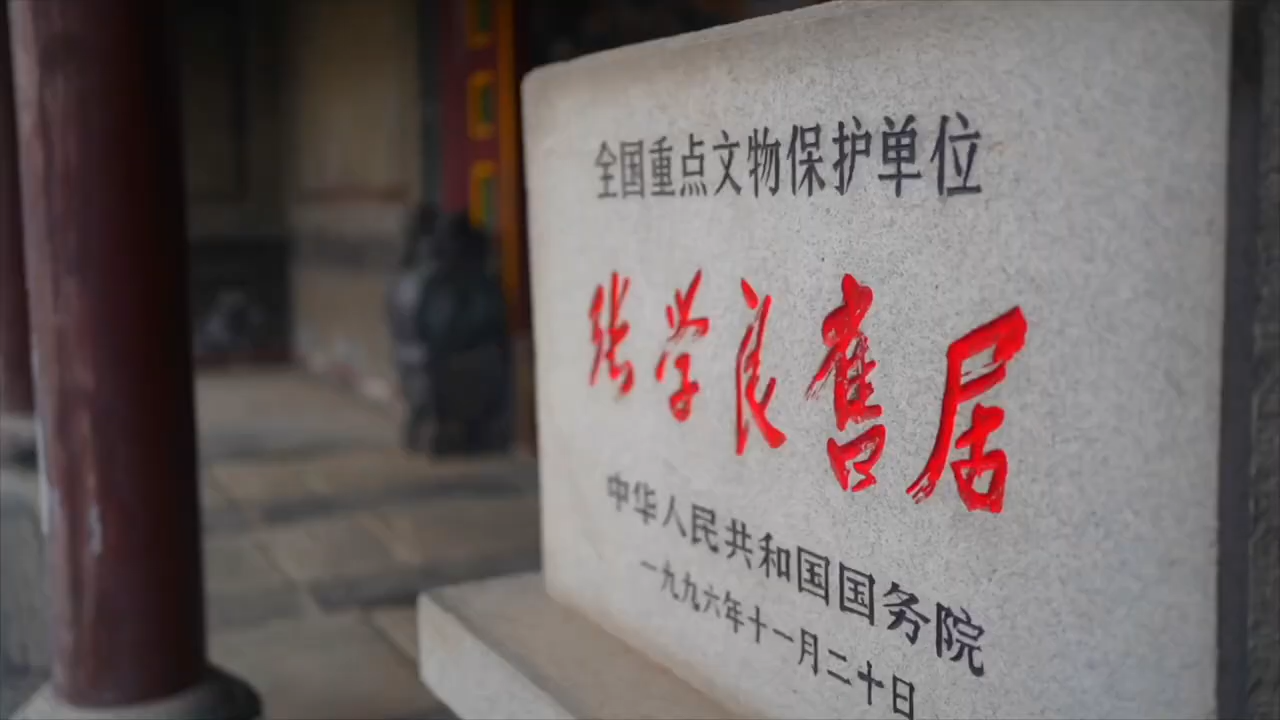 全国重点文物保护单位
张学良舊居
中华人民共和国国务院
一九九六年十一月二十日